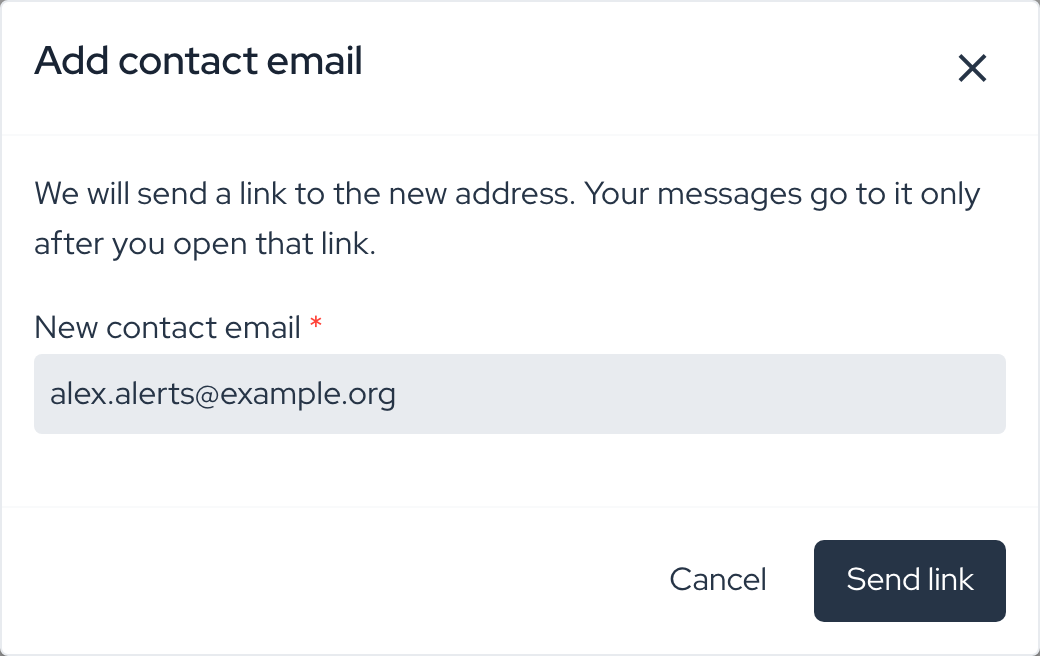 Add contact email
We will send a link to the new address. Your messages go to it only
after you open that link.
New contact email *
alex.alerts@example.org
Cancel
Send link